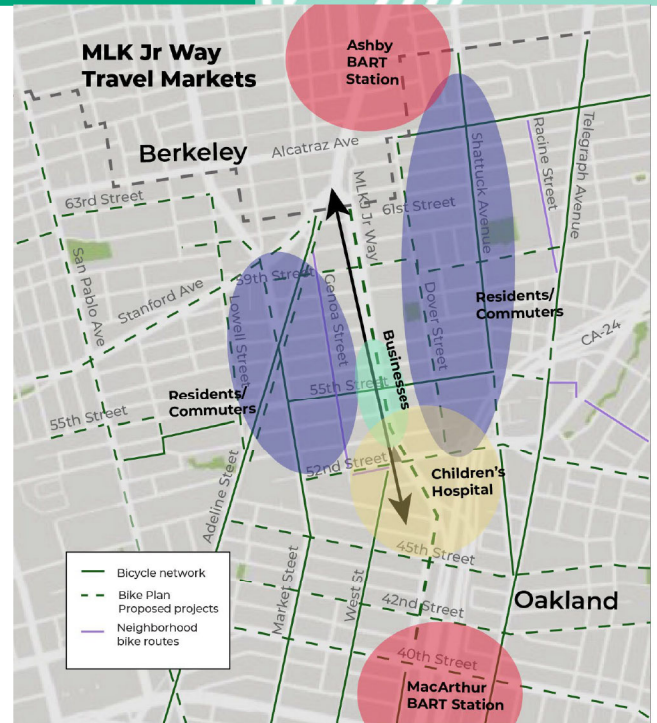 MLK Jr Way
Travel Markets
Ashby
BART
Station
Berkeley
Alcatraz Ave
63rd Street
61st Street
MLK Jr Way
Shattuck Avenue
Racine Street
Telegraph Avenue
San Pablo Ave
Stanford Ave
59th Street
Lowell Street
Genoa Street
Dover Street
Residents/
Commuters
CA-24
Businesses
Residents/
Commuters
55th Street
55th Street
52nd Street
Children's
Hospital
Adeline Steet
45th Street
Market Steet
West St
42nd Street
Oakland
40th Street
MacArthur
BART Station
Bicycle network
Bike Plan
Proposed projects
Neighborhood
bike routes